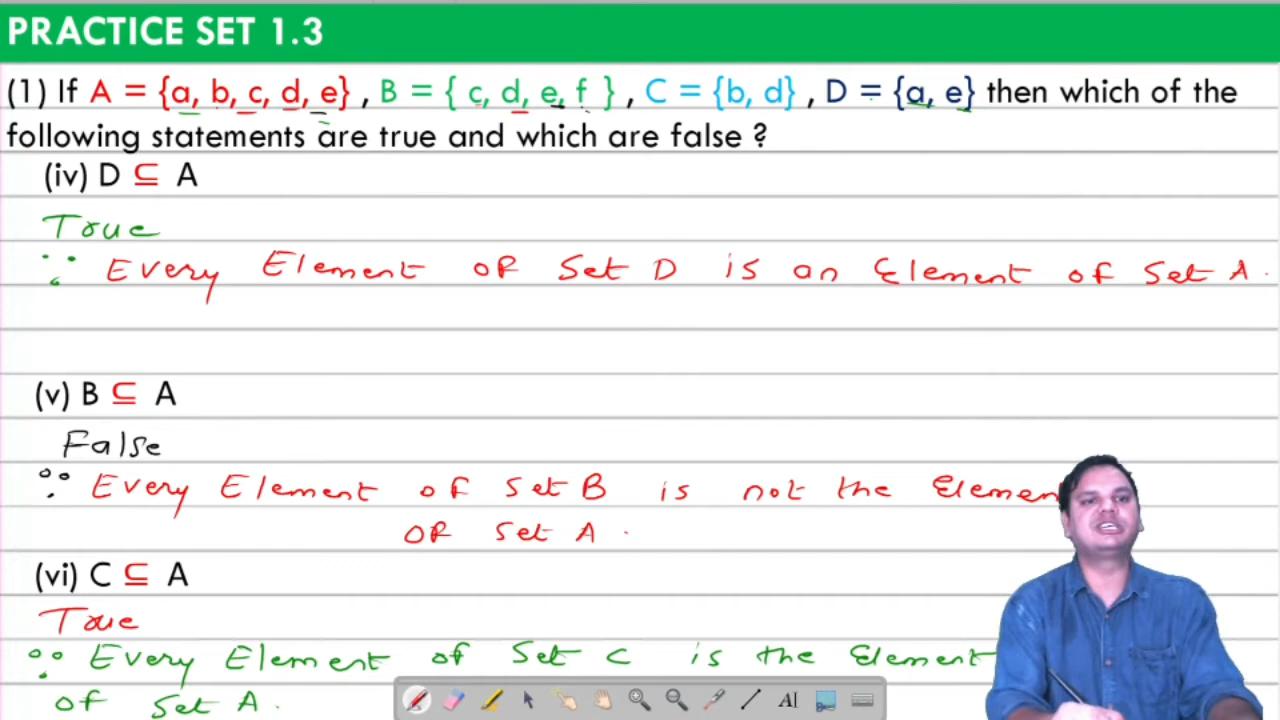 PRACTICE SET 1.3
(1) If A = {a, b, c, d, e} , B = { c, d, e, f } , C = {b, d} , D = {a, e} then which of the
following statements are true and which are false ?
(iv) D ⊆ A
True
∵ Every Element of Set D is an Element of Set A.
(v) B ⊆ A
False
∵ Every Element of Set B is not the Elemen
of Set A.
(vi) C ⊆ A
True
∵ Every Element of Set C is the Element
of Set A.
AI